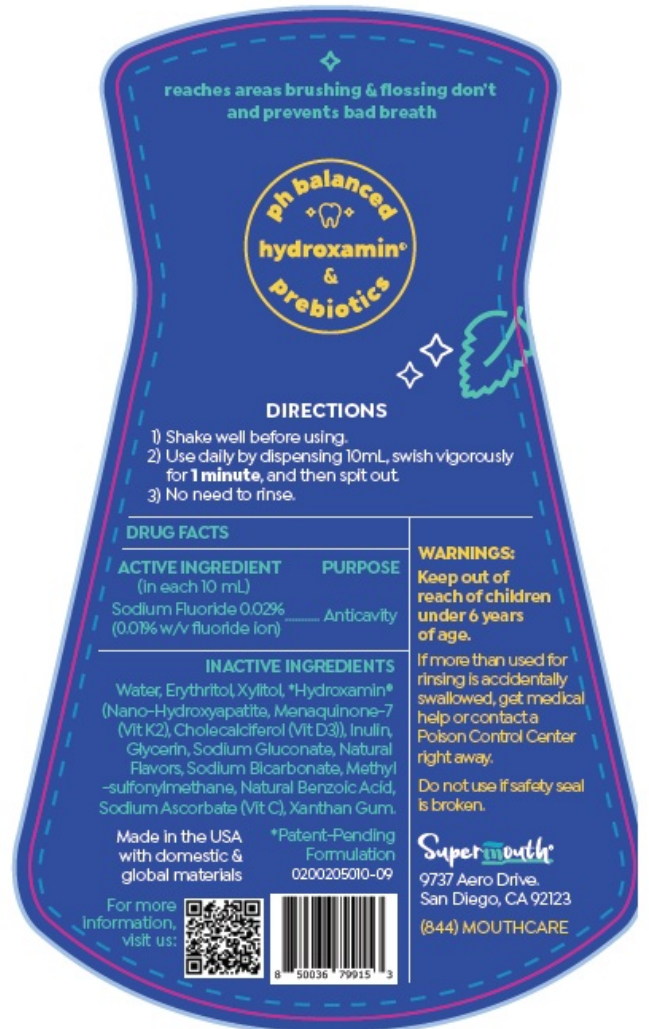 reaches areas brushing & flossing don't
and prevents bad breath
ph balanced
hydroxamin®
&
prebiotics
DIRECTIONS
1) Shake well before using.
2) Use daily by dispensing 10mL, swish vigorously
for 1 minute, and then spit out.
3) No need to rinse.
DRUG FACTS
ACTIVE INGREDIENT PURPOSE
(in each 10 mL)
Sodium Fluoride 0.02%
(0.01% w/v fluoride ion) ........... Anticavity
INACTIVE INGREDIENTS
Water, Erythritol, Xylitol, *Hydroxamin®
(Nano-Hydroxyapatite, Menaquinone-7
(Vit K2), Cholecalciferol (Vit D3)), Inulin,
Glycerin, Sodium Gluconate, Natural
Flavors, Sodium Bicarbonate, Methyl
-sulfonylmethane, Natural Benzoic Acid,
Sodium Ascorbate (Vit C), Xanthan Gum.
Made in the USA
with domestic &
global materials
*Patent-Pending
Formulation
0200205010-09
For more
information,
visit us:
8 50036 79915 3
WARNINGS:
Keep out of
reach of children
under 6 years
of age.
If more than used for
rinsing is accidentally
swallowed, get medical
help or contact a
Poison Control Center
right away.
Do not use if safety seal
is broken.
Supermouth®
9737 Aero Drive.
San Diego, CA 92123
(844) MOUTHCARE